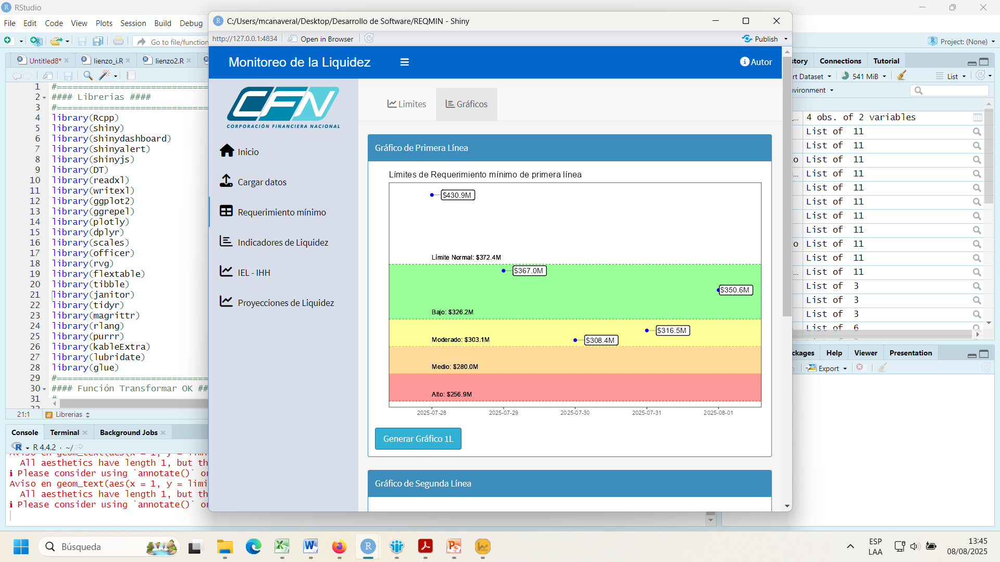 RStudio
File Edit Code View Plots Session Build Debug
Go to file/function
Project: (None)
Untitled8* lienzo_i.R lienzo2.R
1 #==============================
2 #### Librerias ####
3 #==============================
4 library(Rcpp)
5 library(shiny)
6 library(shinydashboard)
7 library(shinyalert)
8 library(shinyjs)
9 library(DT)
10 library(readxl)
11 library(writexl)
12 library(ggplot2)
13 library(ggrepel)
14 library(plotly)
15 library(dplyr)
16 library(scales)
17 library(officer)
18 library(rvg)
19 library(flextable)
20 library(tibble)
21 library(janitor)
22 library(tidyr)
23 library(magrittr)
24 library(rlang)
25 library(purrr)
26 library(kableExtra)
27 library(lubridate)
28 library(glue)
29 #==============================
30 #### Función Transformar OK ##
31 #
21:1 # Librerias
Console Terminal Background Jobs
R R 4.4.2 · ~/
Aviso en geom_text(aes(x = 1, y = limi
All aesthetics have length 1, but th
i Please consider using `annotate()` o
Aviso en geom_text(aes(x = 1, y = limi
All aesthetics have length 1, but th
i Please consider using `annotate()` o
C:/Users/mcanaveral/Desktop/Desarrollo de Software/REQMIN - Shiny
http://127.0.0.1:4834 Open in Browser Publish
Monitoreo de la Liquidez
Autor
CFN
CORPORACIÓN FINANCIERA NACIONAL
Inicio
Cargar datos
Requerimiento mínimo
Indicadores de Liquidez
IEL - IHH
Proyecciones de Liquidez
Limites Gráficos
Gráfico de Primera Línea
Límites de Requerimiento mínimo de primera línea
$430.9M
Límite Normal: $372.4M
$367.0M
$350.6M
Bajo: $326.2M
$316.5M
Moderado: $303.1M
$308.4M
Medio: $280.0M
Alto: $256.9M
2025-07-28 2025-07-29 2025-07-30 2025-07-31 2025-08-01
Generar Gráfico 1L
Gráfico de Segunda Línea
story Connections Tutorial
rt Dataset 541 MiB List
vironment
4 obs. of 2 variables
List of 11
List of 11
List of 11
List of 11
List of 11
List of 11
List of 11
List of 11
List of 11
List of 11
List of 11
List of 3
List of 3
List of 3
List of 6
ckages Help Viewer Presentation
Export
Búsqueda
ESP
LAA
13:45
08/08/2025